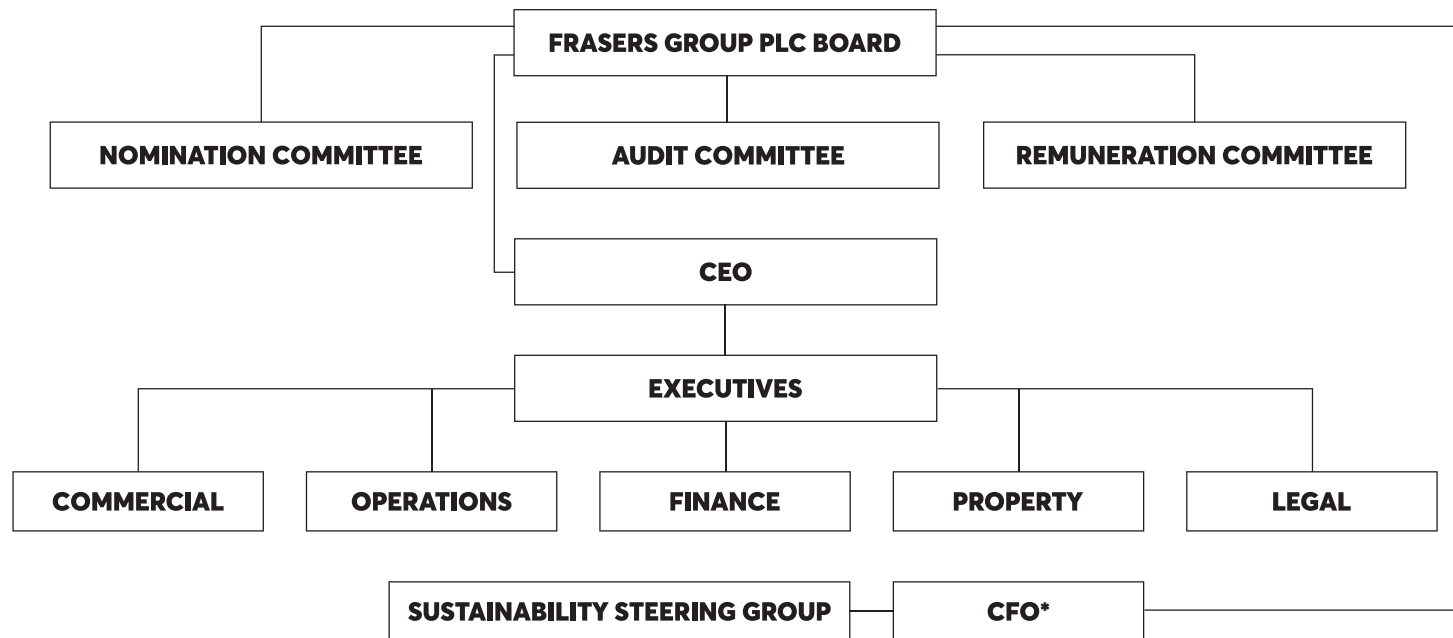 FRASERS GROUP PLC BOARD
NOMINATION COMMITTEE
AUDIT COMMITTEE
REMUNERATION COMMITTEE
CEO
EXECUTIVES
COMMERCIAL
OPERATIONS
FINANCE
PROPERTY
LEGAL
SUSTAINABILITY STEERING GROUP
CFO*